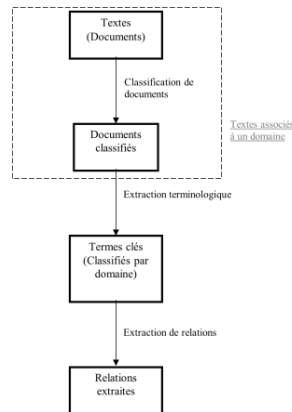 Textes
(Documents)
Classification de
documents
Textes associés
à un domaine
Documents
classifiés
Extraction terminologique
Termes clés
(Classifiés par
domaine)
Extraction de relations
Relations
extraites